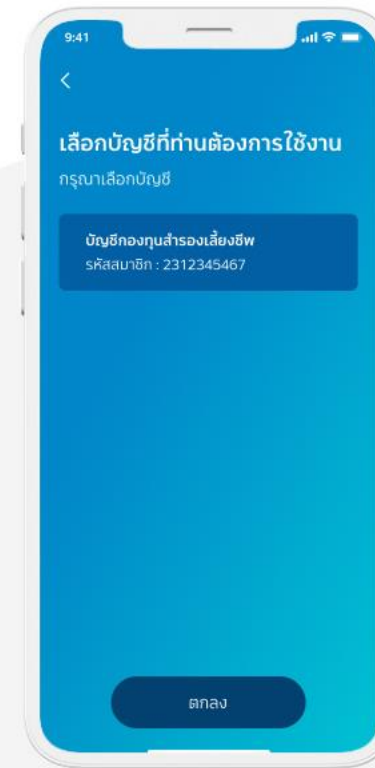 9:41
เลือกบัญชีที่ท่านต้องการใช้งาน
กรุณาเลือกบัญชี
บัญชีกองทุนสำรองเลี้ยงชีพ
รหัสสมาชิก : 2312345467
ตกลง